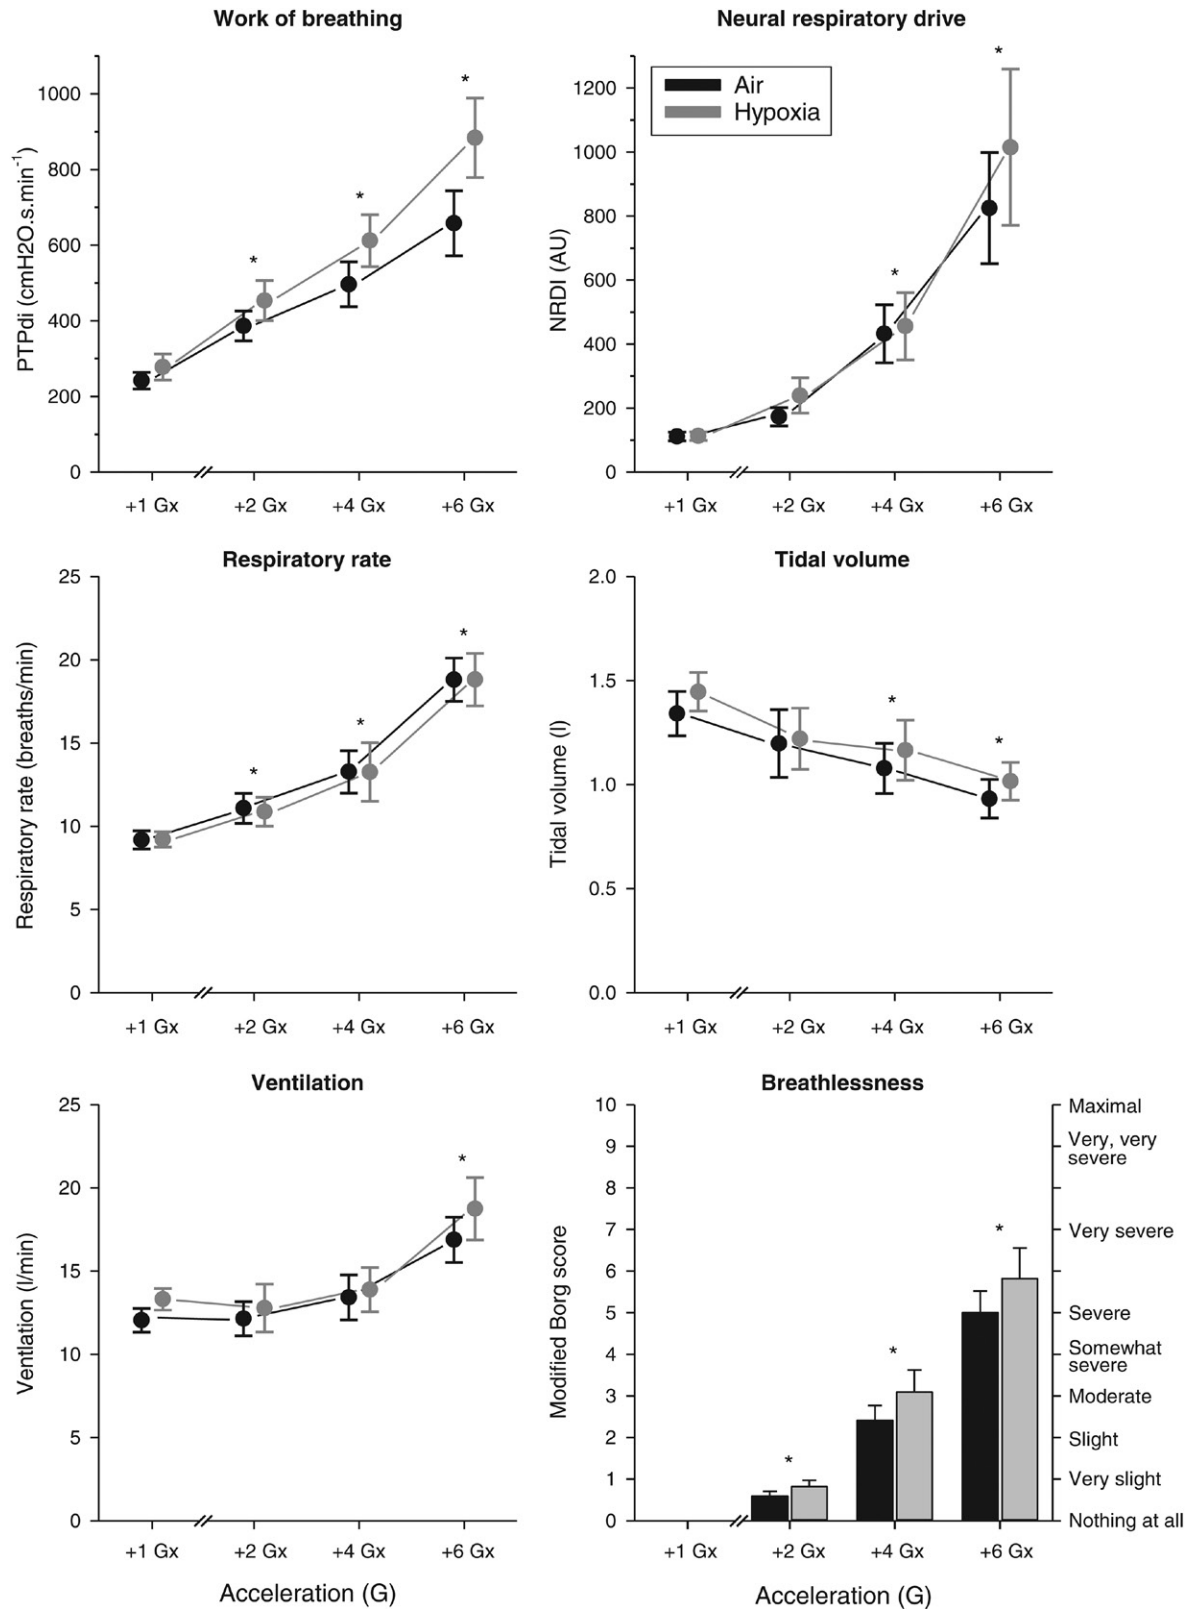 Work of breathing
PTPdi (cmH2O.s.min⁻¹)
1000
800
600
400
200
0
*
*
*
+1 Gx
+2 Gx
+4 Gx
+6 Gx
Neural respiratory drive
NRDI (AU)
1200
1000
800
600
400
200
0
Air
Hypoxia
*
*
+1 Gx
+2 Gx
+4 Gx
+6 Gx
Respiratory rate
Respiratory rate (breaths/min)
25
20
15
10
5
0
*
*
*
+1 Gx
+2 Gx
+4 Gx
+6 Gx
Tidal volume
Tidal volume (l)
2.0
1.5
1.0
0.5
0.0
*
*
+1 Gx
+2 Gx
+4 Gx
+6 Gx
Ventilation
Ventlation (l/min)
25
20
15
10
5
0
*
+1 Gx
+2 Gx
+4 Gx
+6 Gx
Acceleration (G)
Breathlessness
Modified Borg score
10
9
8
7
6
5
4
3
2
1
0
*
*
*
Maximal
Very, very
severe
Very severe
Severe
Somewhat
severe
Moderate
Slight
Very slight
Nothing at all
+1 Gx
+2 Gx
+4 Gx
+6 Gx
Acceleration (G)